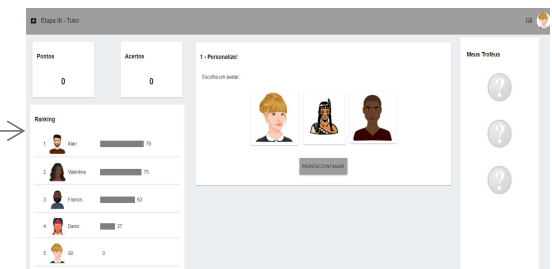 Etapa III - Tutor
Gil
Pontos
0
Acertos
0
Ranking
1. Alan 78
2. Valentine 75
3. Francis 63
4. Danni 27
5. Gil 0
1 - Personalize!
Escolha um avatar:
PRONTO! CONTINUAR
Meus Troféus
?
?
?